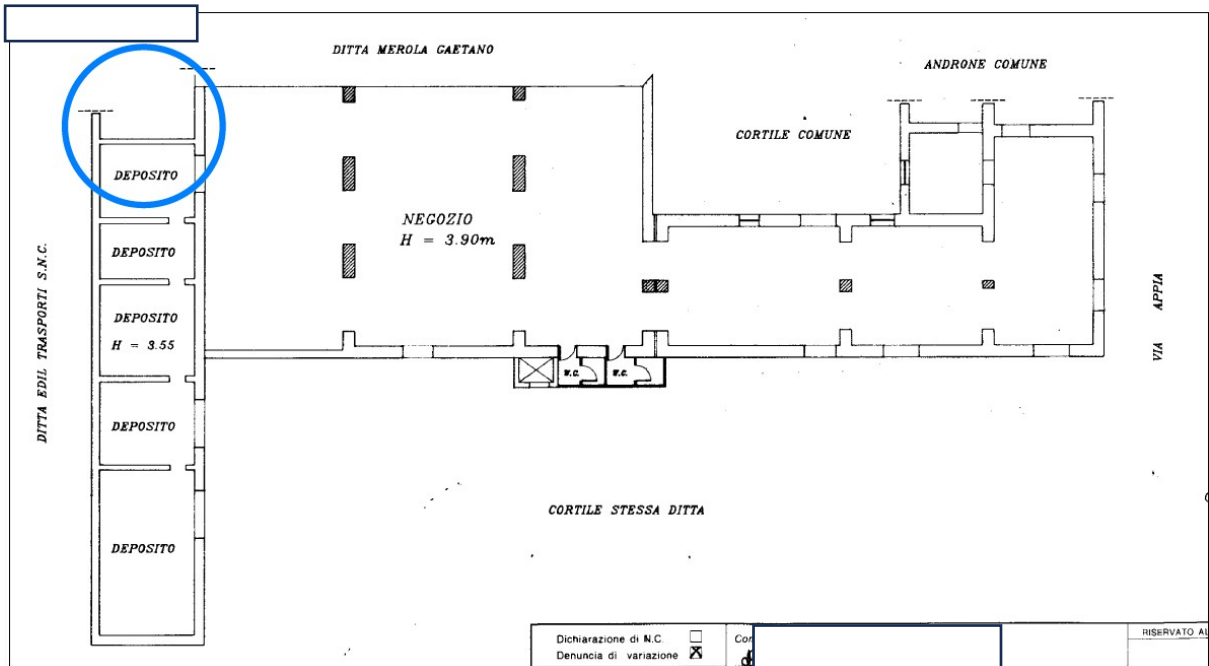 DITTA MEROLA GAETANO
ANDRONE COMUNE
CORTILE COMUNE
DEPOSITO
NEGOZIO
H = 3.90m
DEPOSITO
DITTA EDIL TRASPORTI S.N.C.
DEPOSITO
H = 3.55
VIA APPIA
W.C.
W.C.
DEPOSITO
CORTILE STESSA DITTA
DEPOSITO
Dichiarazione di N.C.
Denuncia di variazione
RISERVATO AL